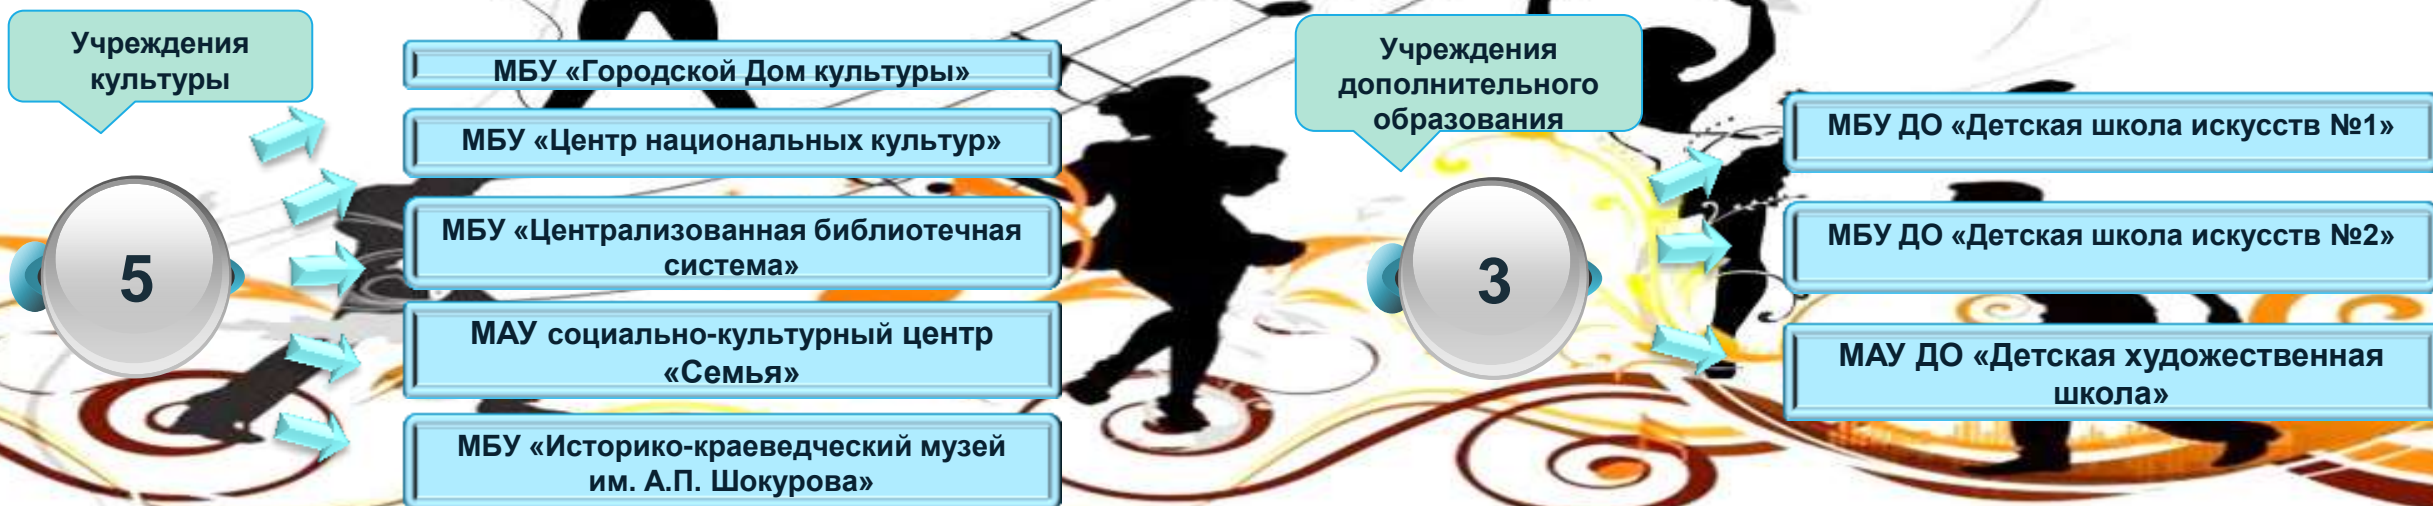 Учреждения
культуры
5
МБУ «Городской Дом культуры»
МБУ «Центр национальных культур»
МБУ «Централизованная библиотечная
система»
МАУ социально-культурный центр
«Семья»
МБУ «Историко-краеведческий музей
им. А.П. Шокурова»
Учреждения
дополнительного
образования
3
МБУ ДО «Детская школа искусств №1»
МБУ ДО «Детская школа искусств №2»
МАУ ДО «Детская художественная
школа»